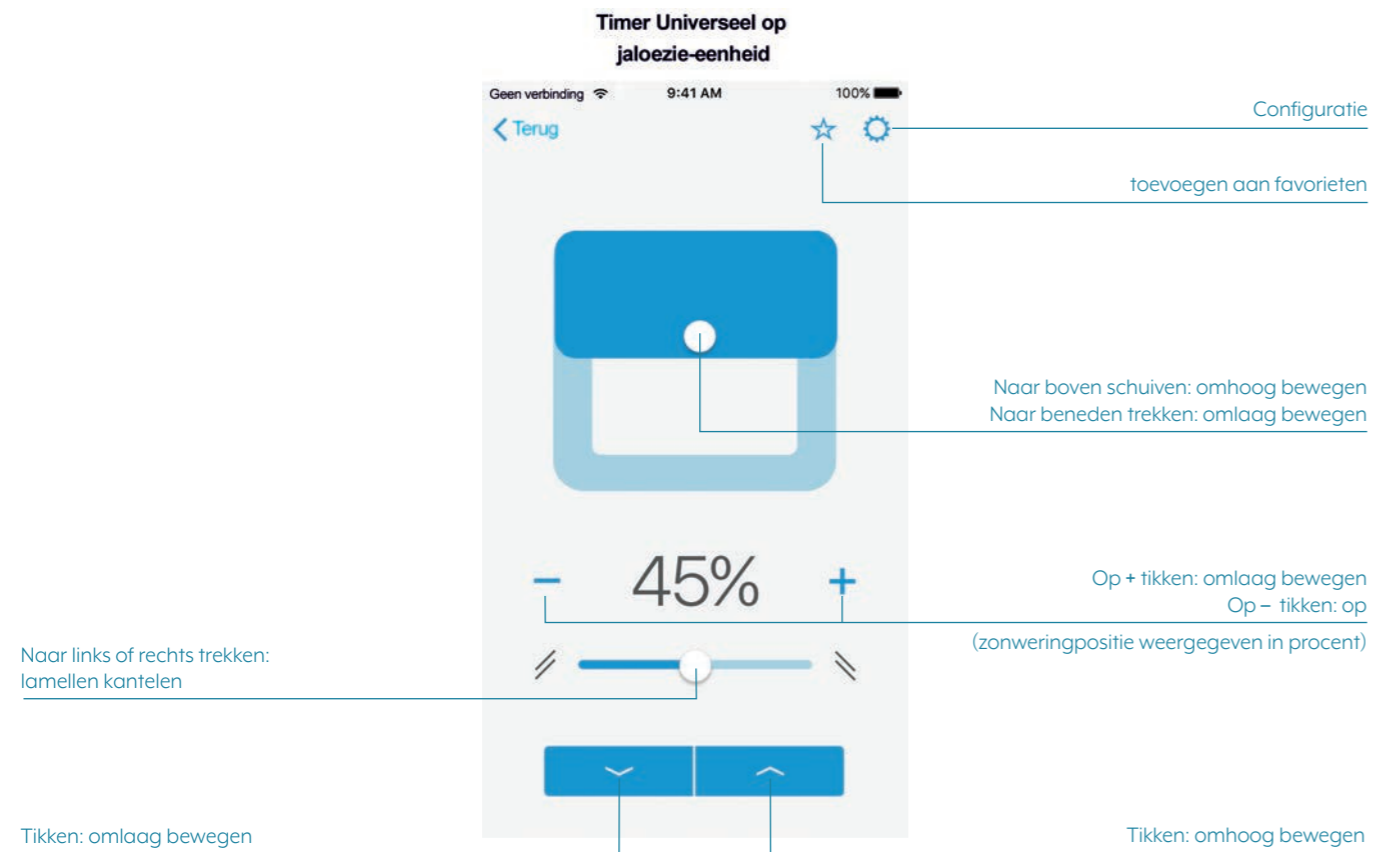 Timer Universeel op
jaloezie-eenheid
Geen verbinding 9:41 AM 100%
Terug
Configuratie
toevoegen aan favorieten
Naar boven schuiven: omhoog bewegen
Naar beneden trekken: omlaag bewegen
− 45% +
Op + tikken: omlaag bewegen
Op – tikken: op
(zonweringpositie weergegeven in procent)
Naar links of rechts trekken:
lamellen kantelen
Tikken: omlaag bewegen
Tikken: omhoog bewegen